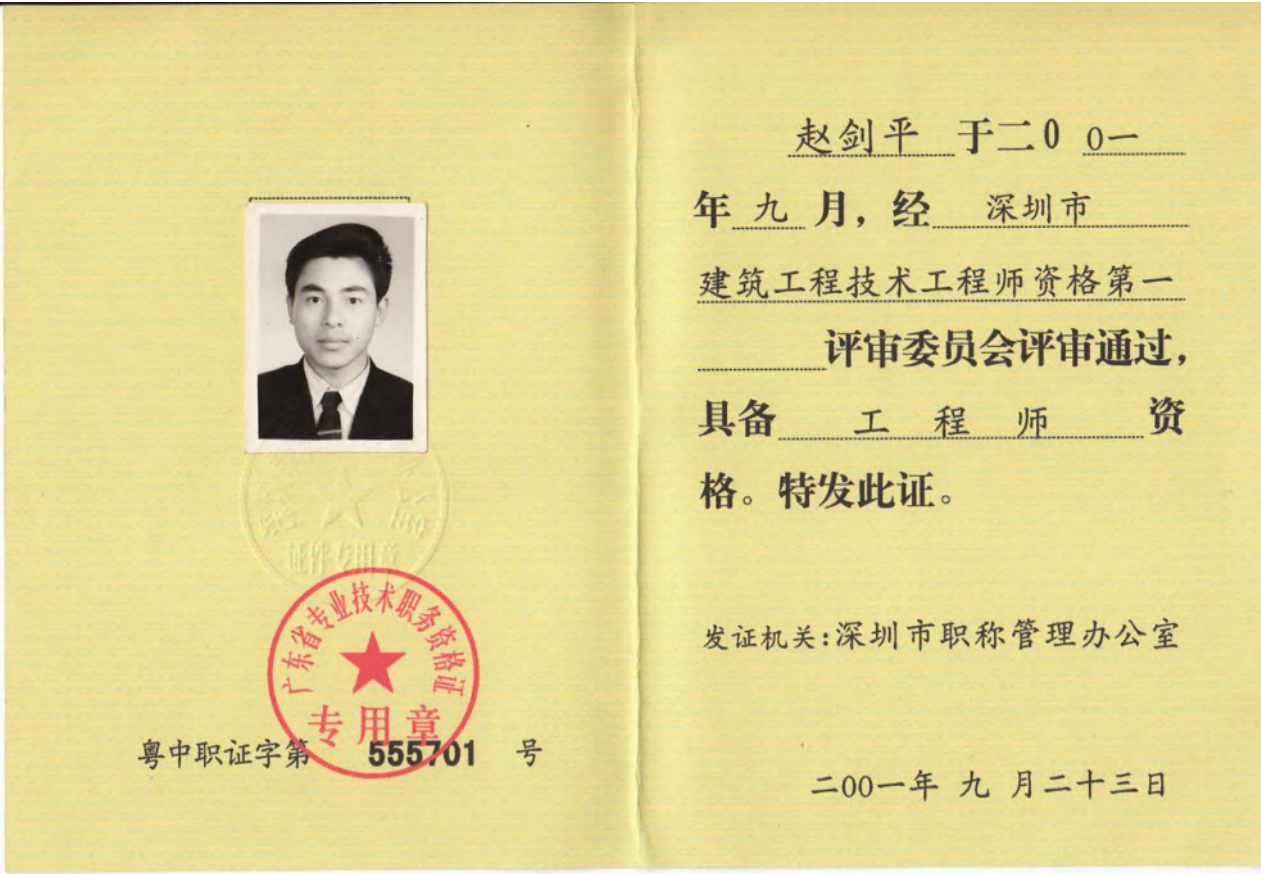 证件专用章
广东省专业技术职务资格证
专用章
粤中职证字第 555701 号
赵剑平 于二0 0一
年 九 月，经 深圳市
建筑工程技术工程师资格第一
评审委员会评审通过，
具备 工 程 师 资
格。特发此证。
发证机关:深圳市职称管理办公室
二00一年 九 月二十三日